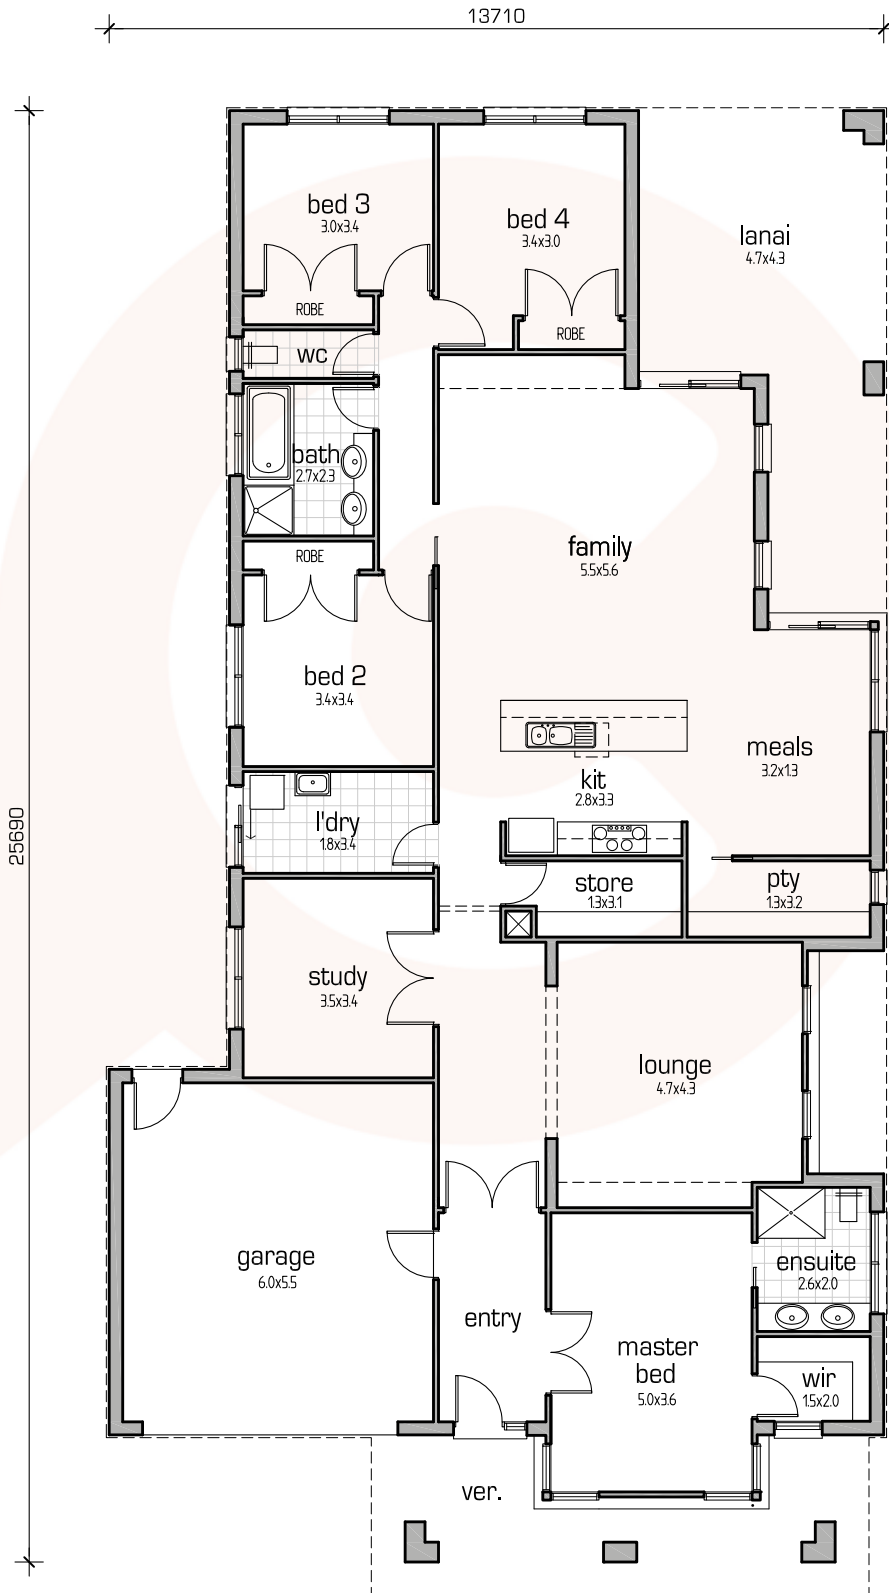 13710
25690
bed 3
3.0x3.4
ROBE
bed 4
3.4x3.0
ROBE
lanai
4.7x4.3
wc
bath
2.7x2.3
ROBE
family
5.5x5.6
bed 2
3.4x3.4
meals
3.2x1.3
kit
2.8x3.3
l'dry
1.8x3.4
store
1.3x3.1
pty
1.3x3.2
study
3.5x3.4
lounge
4.7x4.3
garage
6.0x5.5
entry
ensuite
2.6x2.0
master
bed
5.0x3.6
wir
1.5x2.0
ver.